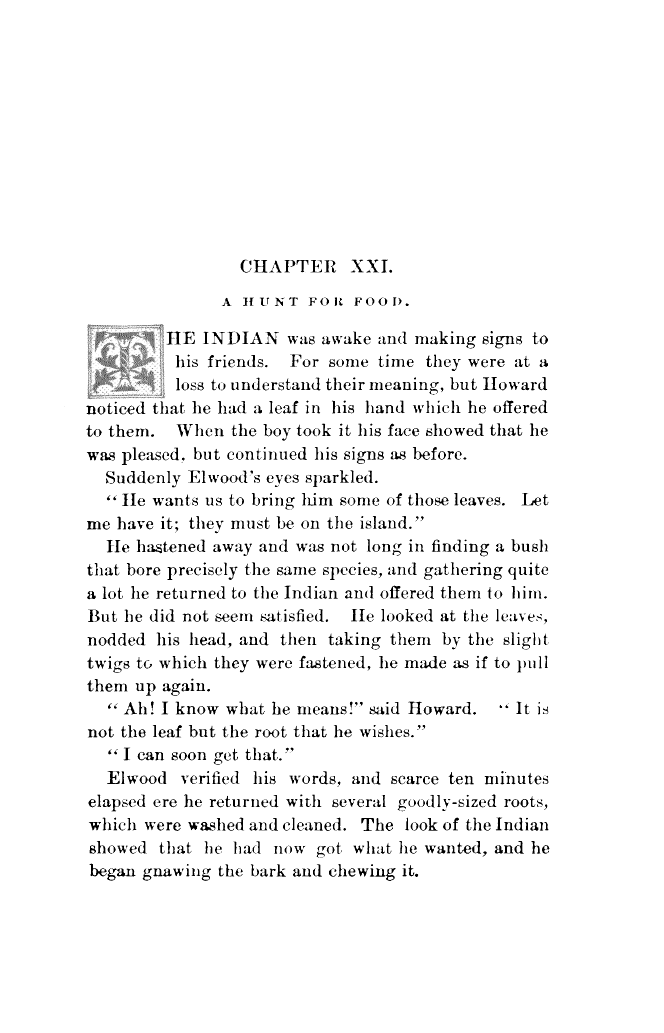 CHAPTER XXI.
A HUNT FOR FOOD.
THE INDIAN was awake and making signs to
his friends. For some time they were at a
loss to understand their meaning, but Howard
noticed that he had a leaf in his hand which he offered
to them. When the boy took it his face showed that he
was pleased, but continued his signs as before.
Suddenly Elwood's eyes sparkled.
"He wants us to bring him some of those leaves. Let
me have it; they must be on the island."
He hastened away and was not long in finding a bush
that bore precisely the same species, and gathering quite
a lot he returned to the Indian and offered them to him.
But he did not seem satisfied. He looked at the leaves,
nodded his head, and then taking them by the slight
twigs to which they were fastened, he made as if to pull
them up again.
"Ah! I know what he means!" said Howard. "It is
not the leaf but the root that he wishes."
"I can soon get that."
Elwood verified his words, and scarce ten minutes
elapsed ere he returned with several goodly-sized roots,
which were washed and cleaned. The look of the Indian
showed that he had now got what he wanted, and he
began gnawing the bark and chewing it.